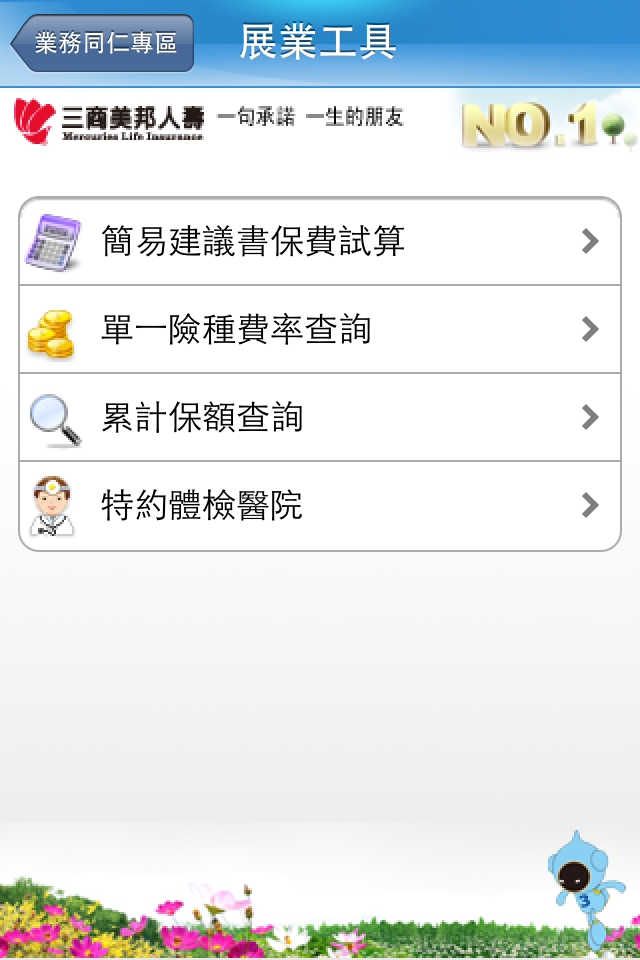 業務同仁專區
展業工具
三商美邦人壽 一句承諾 一生的朋友
Mercuries Life Insurance
NO.1
簡易建議書保費試算
單一險種費率查詢
累計保額查詢
特約體檢醫院
3